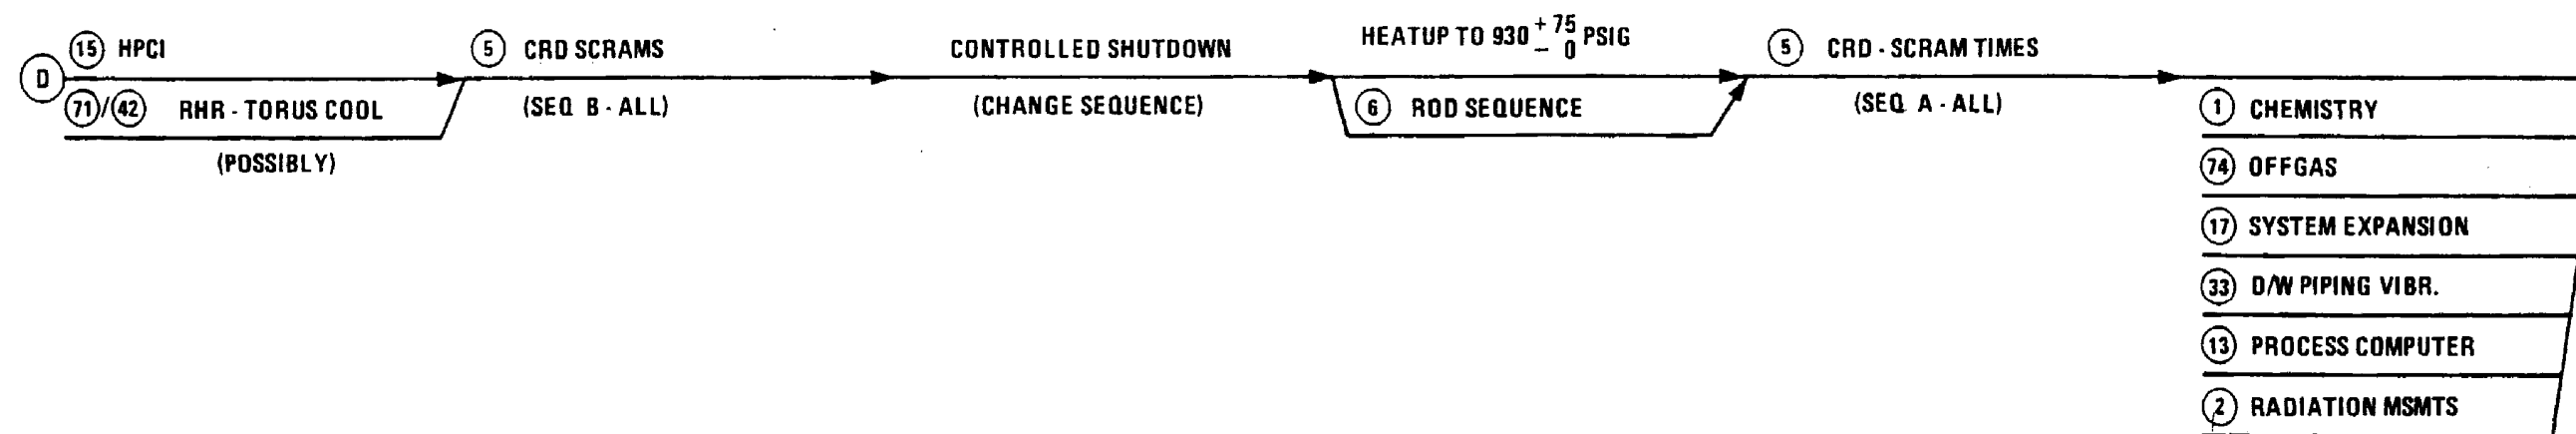 D
15 HPCI
71/42 RHR - TORUS COOL
(POSSIBLY)
5 CRD SCRAMS
(SEQ B - ALL)
CONTROLLED SHUTDOWN
(CHANGE SEQUENCE)
HEATUP TO 930 + 75 - 0 PSIG
6 ROD SEQUENCE
5 CRD - SCRAM TIMES
(SEQ A - ALL)
1 CHEMISTRY
74 OFFGAS
17 SYSTEM EXPANSION
33 D/W PIPING VIBR.
13 PROCESS COMPUTER
2 RADIATION MSMTS